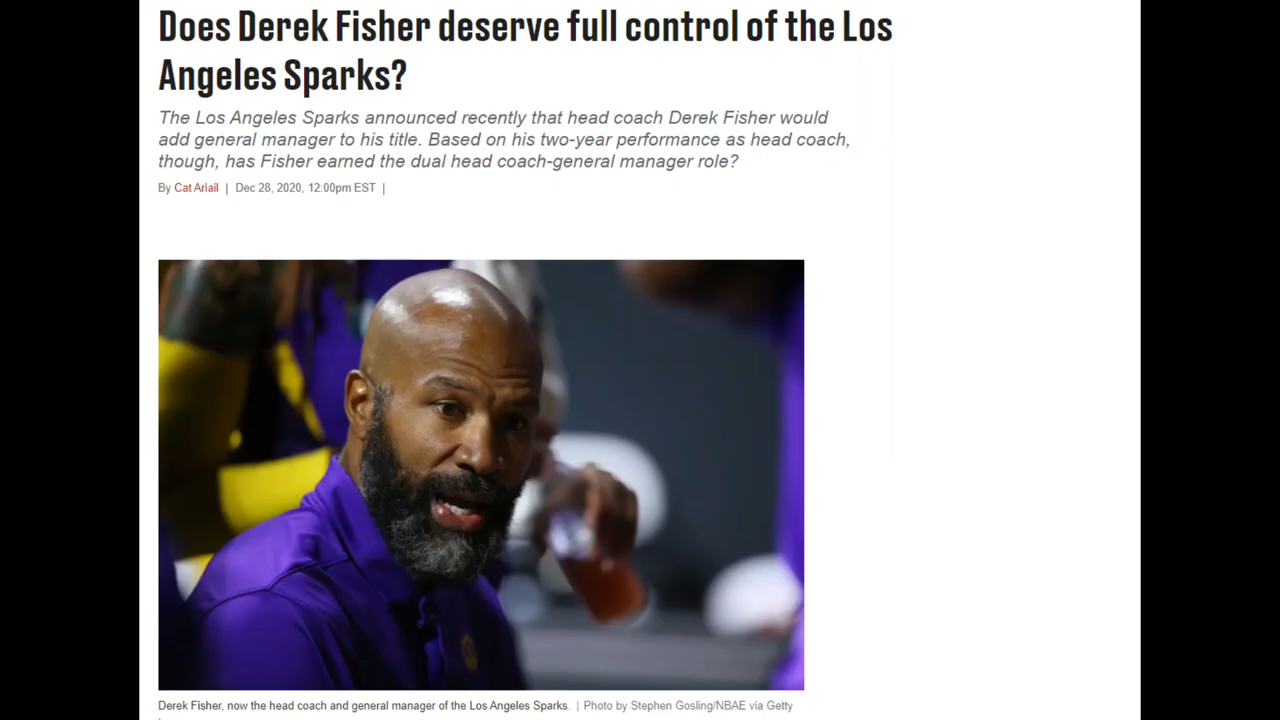 Does Derek Fisher deserve full control of the Los
Angeles Sparks?
The Los Angeles Sparks announced recently that head coach Derek Fisher would
add general manager to his title. Based on his two-year performance as head coach,
though, has Fisher earned the dual head coach-general manager role?
By Cat Ariail | Dec 28, 2020, 12:00pm EST |
Derek Fisher, now the head coach and general manager of the Los Angeles Sparks. | Photo by Stephen Gosling/NBAE via Getty